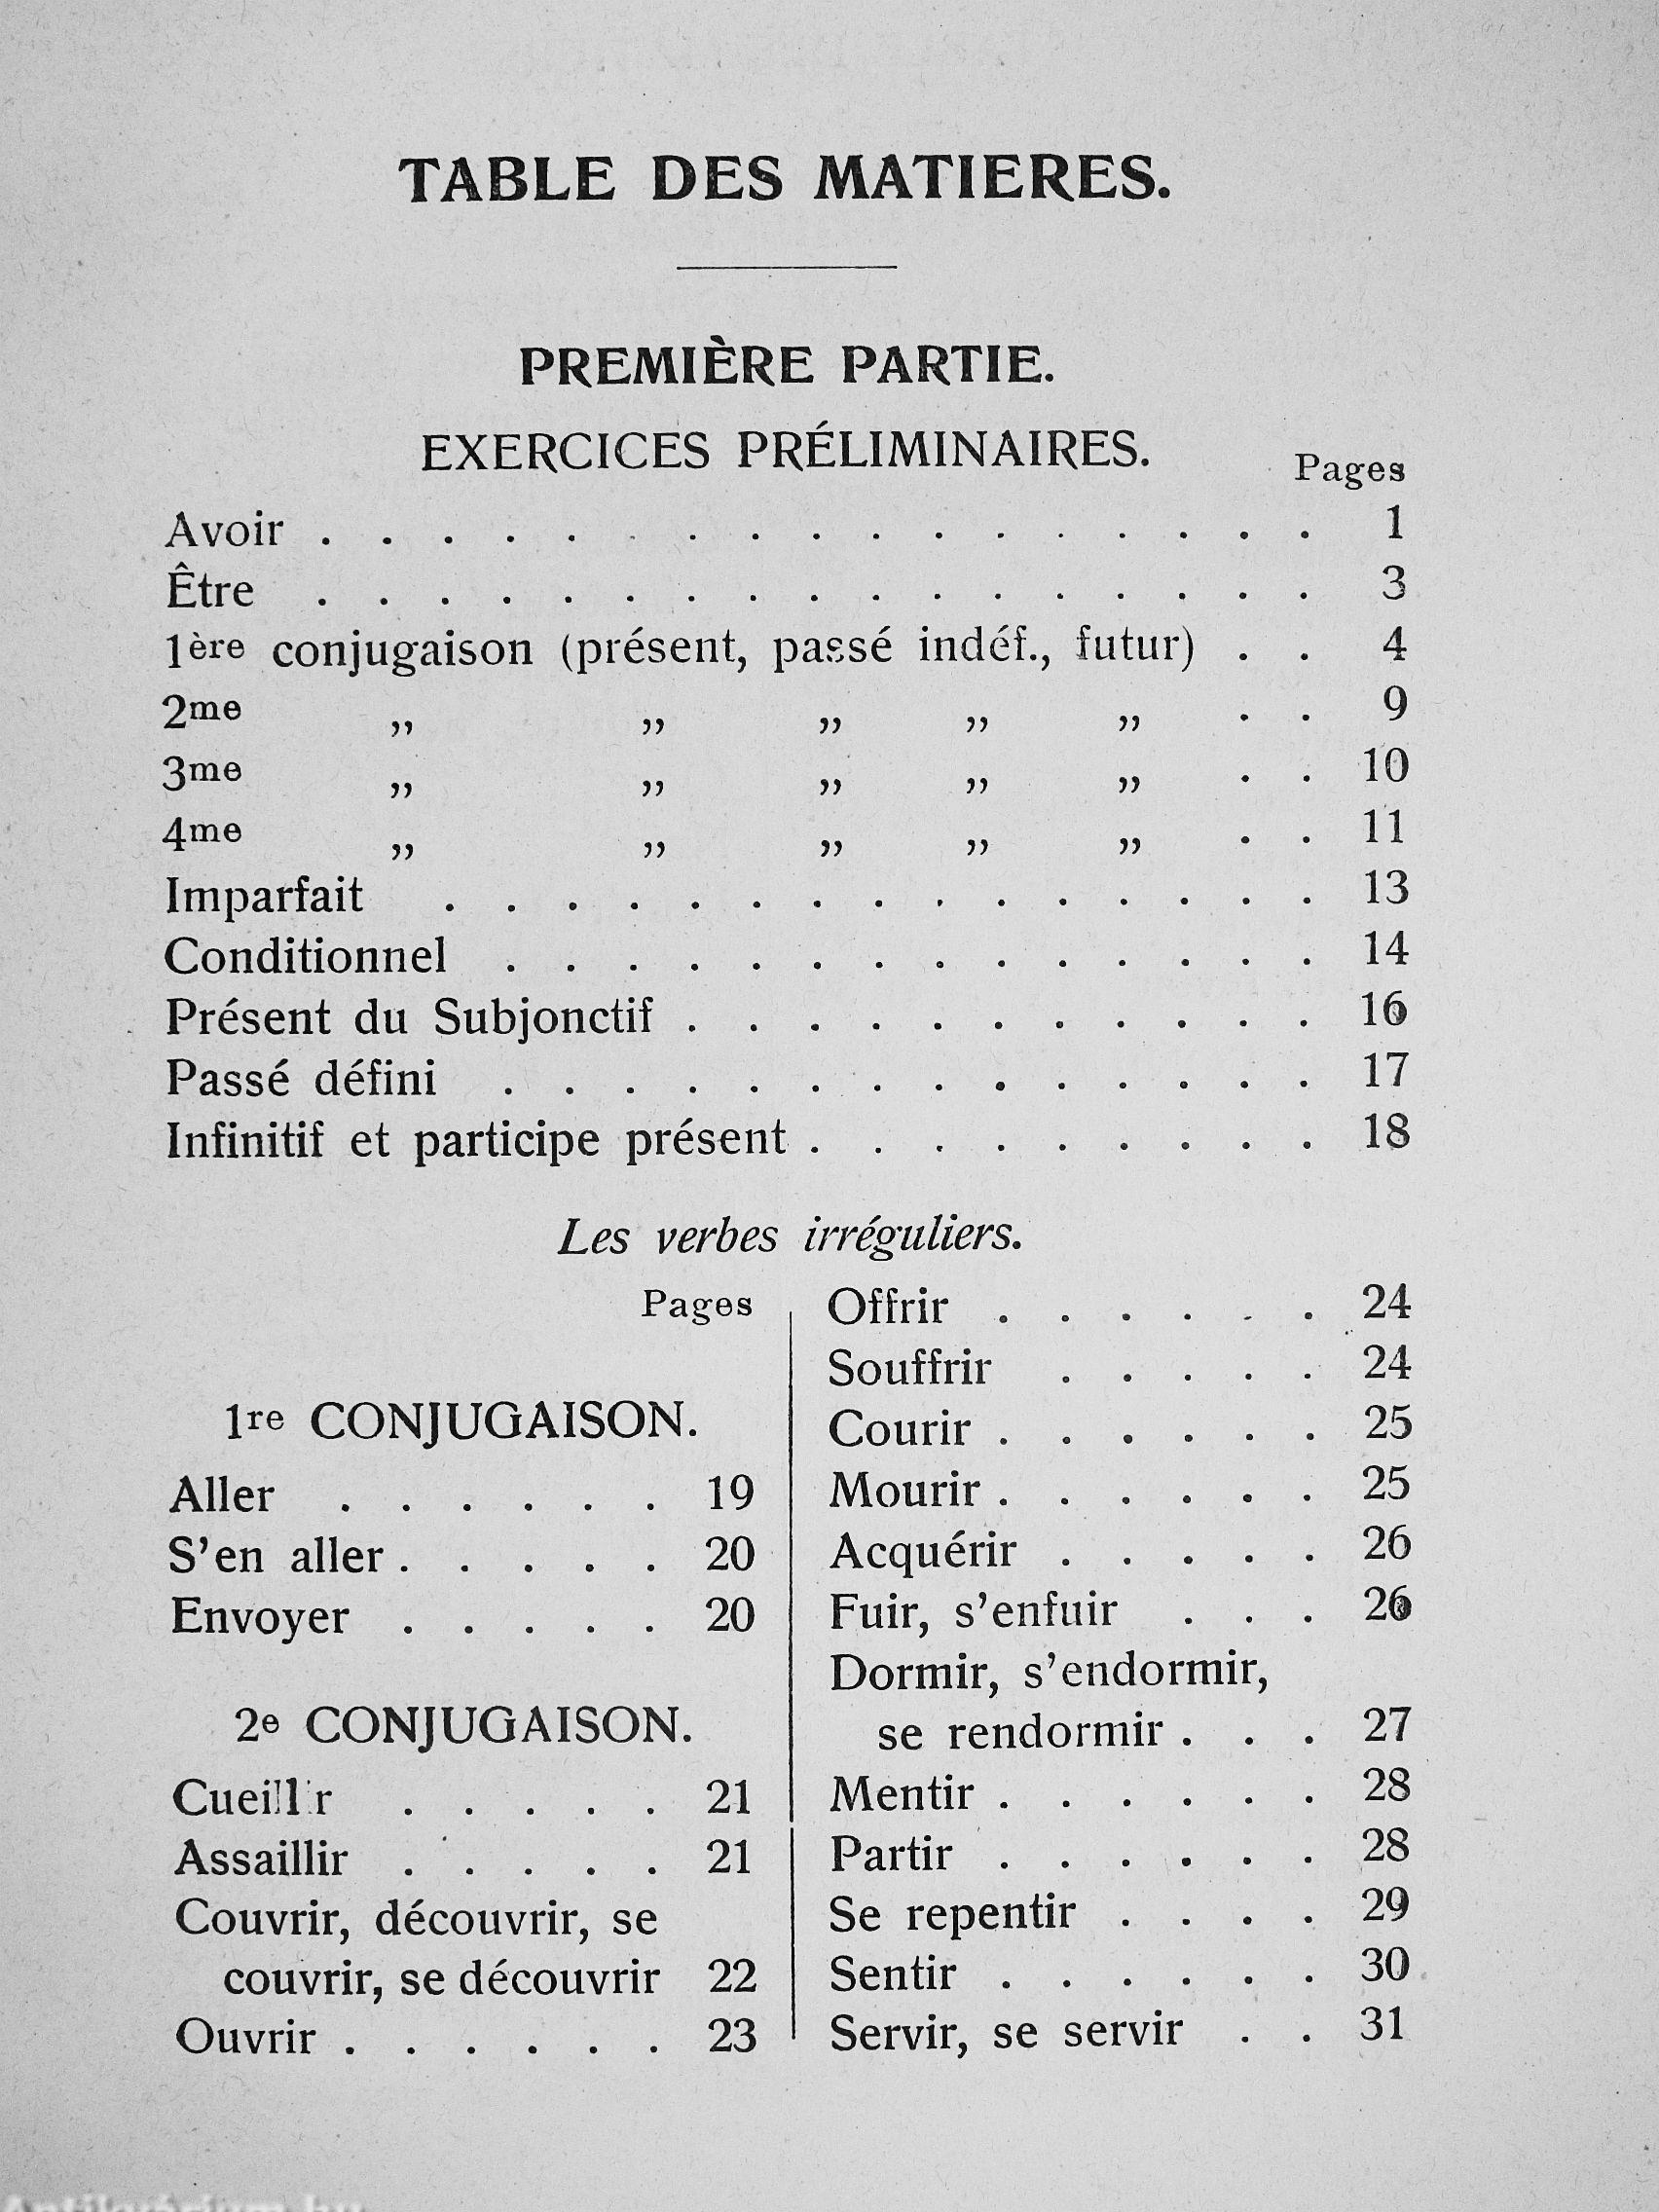 TABLE DES MATIERES.
PREMIÈRE PARTIE.
EXERCICES PRÉLIMINAIRES.
Pages
Avoir . . . . . . . . . . . . . . . . . 1
Être . . . . . . . . . . . . . . . . . 3
1ère conjugaison (présent, passé indéf., futur) . . 4
2me „ „ „ „ „ . . 9
3me „ „ „ „ „ . . 10
4me „ „ „ „ „ . . 11
Imparfait . . . . . . . . . . . . . . . 13
Conditionnel . . . . . . . . . . . . . . 14
Présent du Subjonctif . . . . . . . . . . . 16
Passé défini . . . . . . . . . . . . . . 17
Infinitif et participe présent . . . . . . . . . 18
Les verbes irréguliers.
Pages
1re CONJUGAISON.
Aller . . . . . . 19
S'en aller . . . . . 20
Envoyer . . . . . 20
2e CONJUGAISON.
Cueillir . . . . . 21
Assaillir . . . . . 21
Couvrir, découvrir, se
couvrir, se découvrir 22
Ouvrir . . . . . . 23
Offrir . . . . . . 24
Souffrir . . . . . 24
Courir . . . . . . 25
Mourir . . . . . . 25
Acquérir . . . . . 26
Fuir, s'enfuir . . . 26
Dormir, s'endormir,
se rendormir . . . 27
Mentir . . . . . . 28
Partir . . . . . . 28
Se repentir . . . . 29
Sentir . . . . . . 30
Servir, se servir . . 31